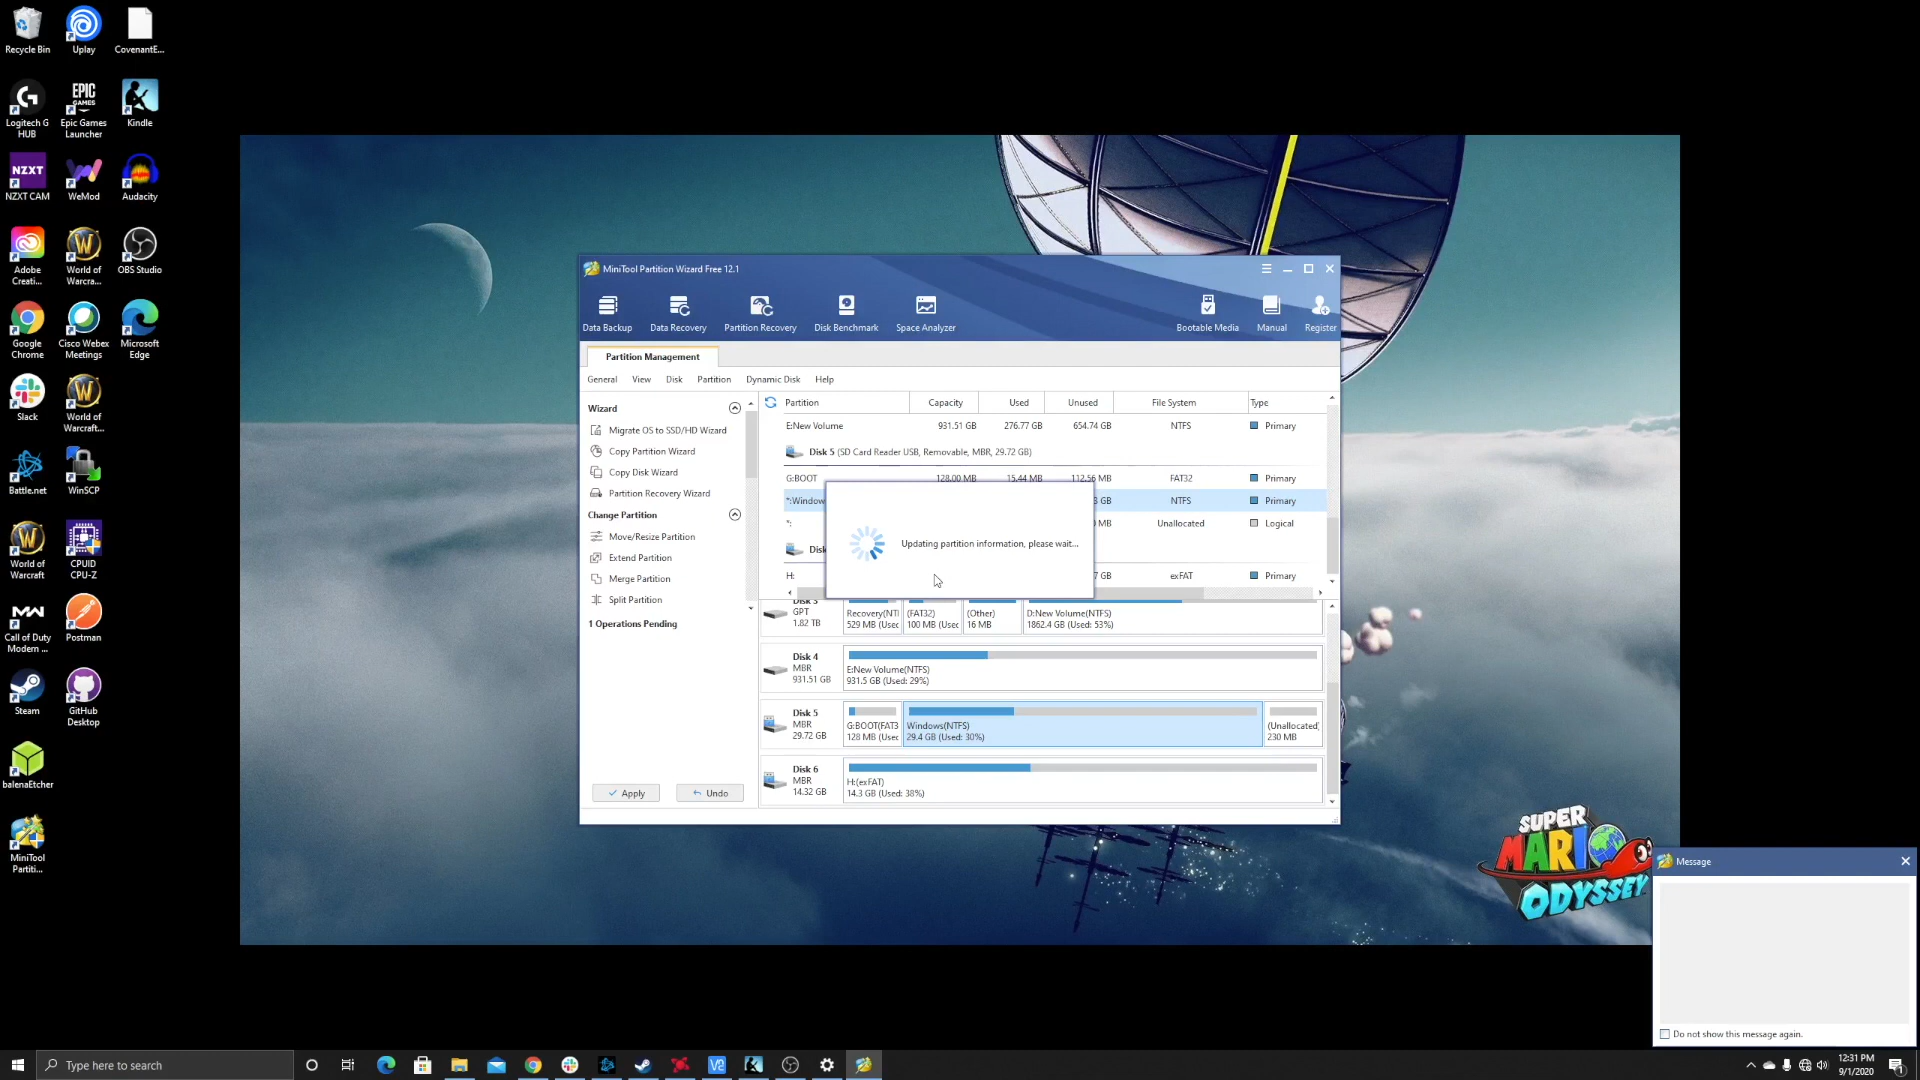 Recycle Bin
Uplay
CovenantE...
Logitech G
HUB
EPIC
GAMES
Epic Games
Launcher
Kindle
NZXT
NZXT CAM
WeMod
Audacity
Adobe
Creati...
World of
Warcra...
OBS Studio
Google
Chrome
Cisco Webex
Meetings
Microsoft
Edge
Slack
World of
Warcraft...
Battle.net
WinSCP
World of
Warcraft
CPUID
CPU-Z
Call of Duty
Modern ...
Postman
Steam
GitHub
Desktop
balenaEtcher
MiniTool
Partiti...
MiniTool Partition Wizard Free 12.1
Data Backup
Data Recovery
Partition Recovery
Disk Benchmark
Space Analyzer
Bootable Media
Manual
Register
Partition Management
General View Disk Partition Dynamic Disk Help
Wizard
Migrate OS to SSD/HD Wizard
Copy Partition Wizard
Copy Disk Wizard
Partition Recovery Wizard
Change Partition
Move/Resize Partition
Extend Partition
Merge Partition
Split Partition
1 Operations Pending
Apply
Undo
Partition Capacity Used Unused File System Type
E:New Volume 931.51 GB 276.77 GB 654.74 GB NTFS Primary
Disk 5 (SD Card Reader USB, Removable, MBR, 29.72 GB)
G:BOOT 128.00 MB 15.44 MB 112.56 MB FAT32 Primary
*:Window GB NTFS Primary
*: MB Unallocated Logical
Disk
H: GB exFAT Primary
Updating partition information, please wait...
Disk 3
GPT
1.82 TB
Recovery(NTI
529 MB (Usec
(FAT32)
100 MB (Usec
(Other)
16 MB
D:New Volume(NTFS)
1862.4 GB (Used: 53%)
Disk 4
MBR
931.51 GB
E:New Volume(NTFS)
931.5 GB (Used: 29%)
Disk 5
MBR
29.72 GB
G:BOOT(FAT3
128 MB (Usec
Windows(NTFS)
29.4 GB (Used: 30%)
(Unallocated)
230 MB
Disk 6
MBR
14.32 GB
H:(exFAT)
14.3 GB (Used: 38%)
SUPER
MARIO
ODYSSEY
Message
Do not show this message again.
Type here to search
12:31 PM
9/1/2020